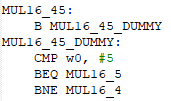 MUL16_45:
B MUL16_45_DUMMY
MUL16_45_DUMMY:
CMP w0, #5
BEQ MUL16_5
BNE MUL16_4